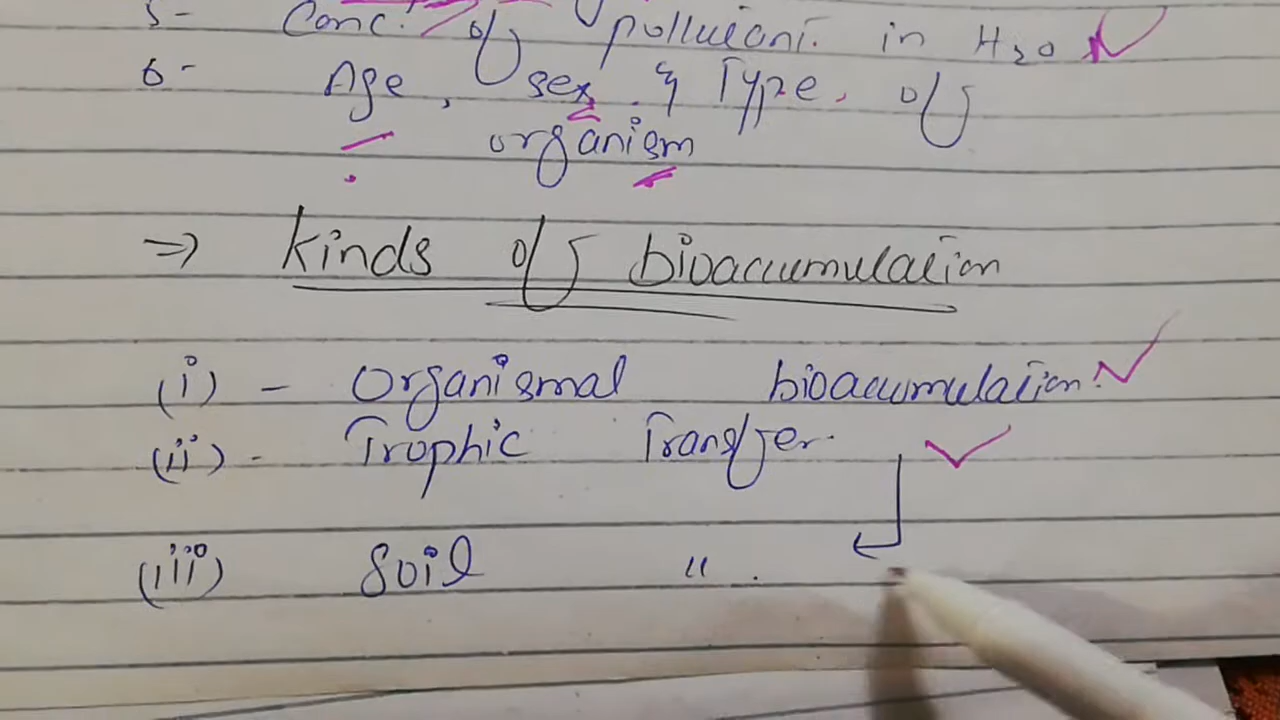 5- Conc. of pollutant. in H2O
6- Age, sex & Type of
organism
⇒ Kinds of bioaccumulation
(i) - Organismal bioaccumulation.
(ii) - Trophic Transfer.
(iii) Soil " .